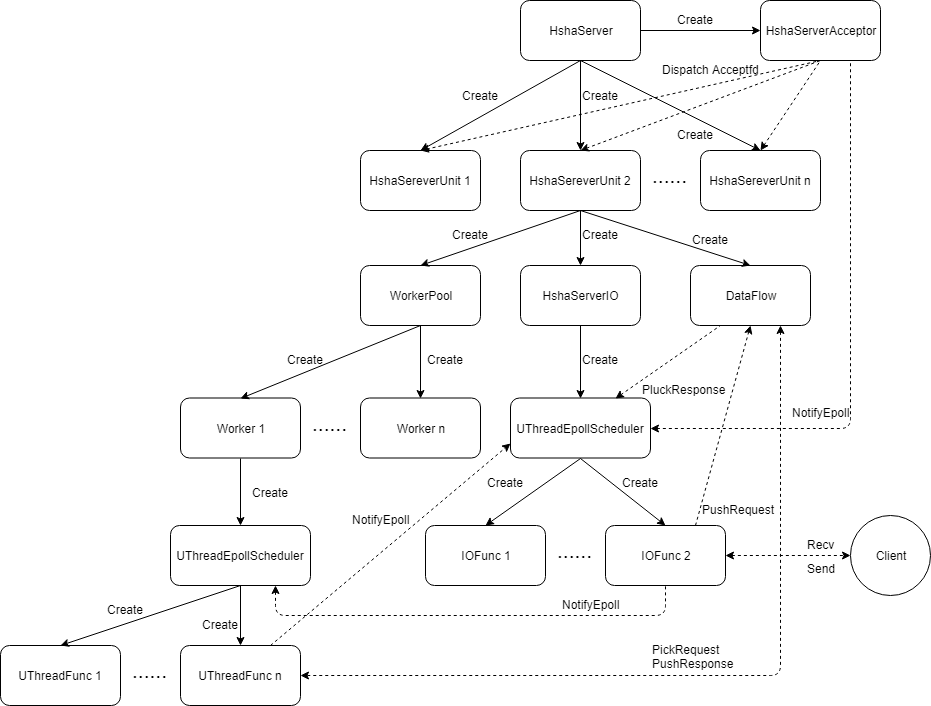 HshaServer
Create
HshaServerAcceptor
Dispatch Acceptfd
Create
Create
Create
HshaSereverUnit 1
HshaSereverUnit 2
......
HshaSereverUnit n
Create
Create
Create
WorkerPool
HshaServerIO
DataFlow
Create
Create
Create
PluckResponse
NotifyEpoll
Worker 1
......
Worker n
UThreadEpollScheduler
Create
Create
Create
NotifyEpoll
PushRequest
UThreadEpollScheduler
IOFunc 1
......
IOFunc 2
Recv
Send
Client
Create
Create
NotifyEpoll
PickRequest
PushResponse
UThreadFunc 1
......
UThreadFunc n